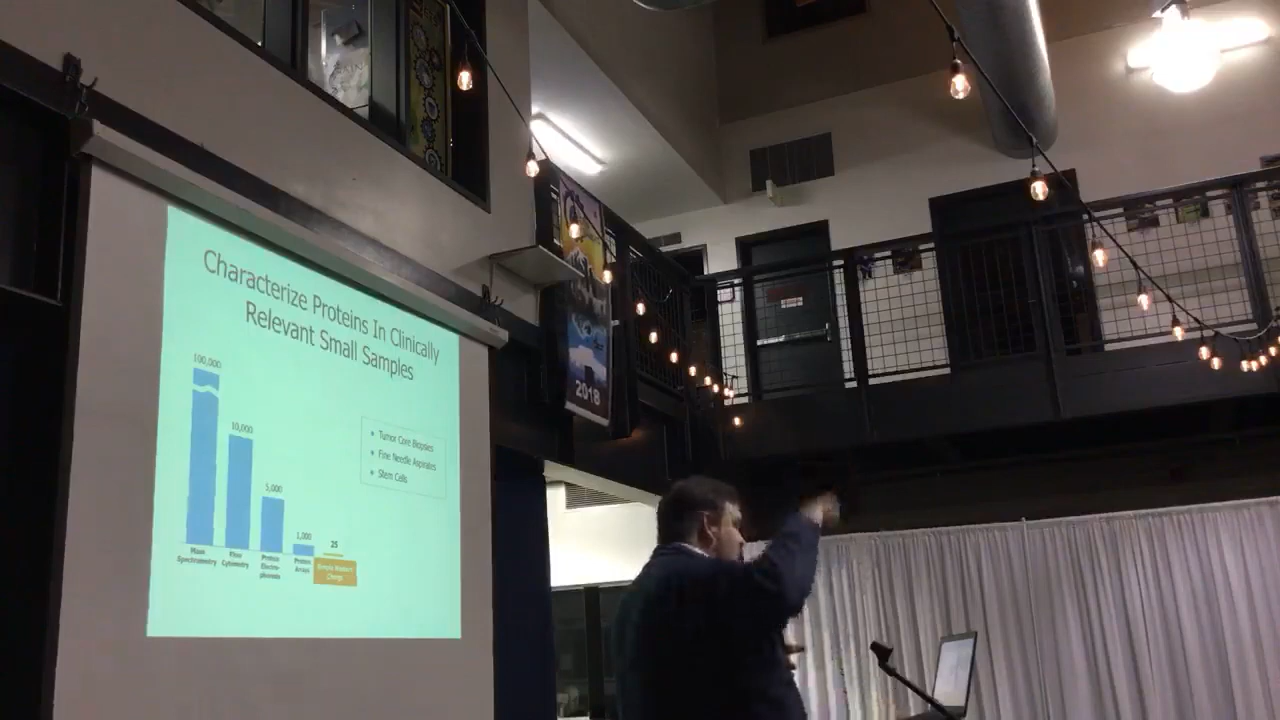 Characterize Proteins In Clinically
Relevant Small Samples
100,000
10,000
5,000
1,000
25
Tumor Core Biopsies
Fine Needle Aspirates
Stem Cells
Mass
Spectrometry
Flow
Cytometry
Protein
Electro-
phoresis
Protein
Arrays
Simple Western
Charge
2018